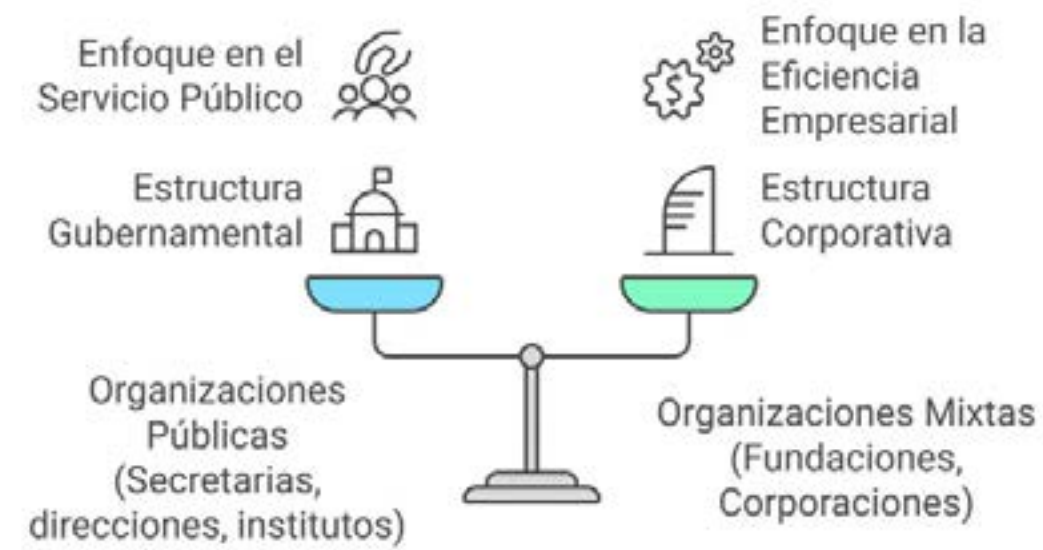 Enfoque en el
Servicio Público
Enfoque en la
Eficiencia
Empresarial
Estructura
Gubernamental
Estructura
Corporativa
Organizaciones
Públicas
(Secretarias,
direcciones, institutos)
Organizaciones Mixtas
(Fundaciones,
Corporaciones)